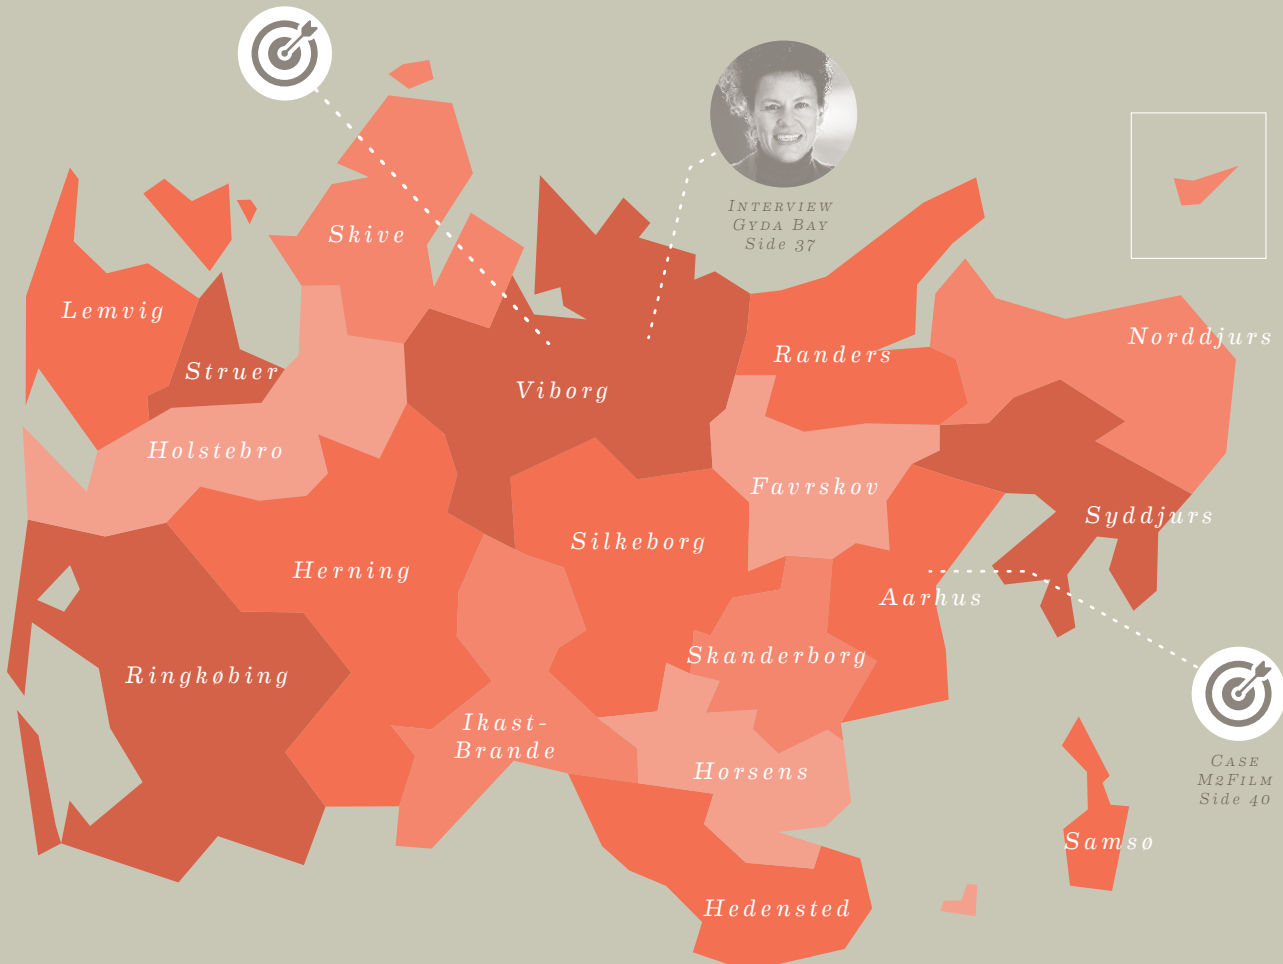 Interview
Gyda Bay
Side 37
Skive
Lemvig
Norddjurs
Randers
Struer
Viborg
Holstebro
Favrskov
Syddjurs
Silkeborg
Herning
Aarhus
Skanderborg
Ringkøbing
Ikast-
Brande
Horsens
Case
M2Film
Side 40
Samsø
Hedensted